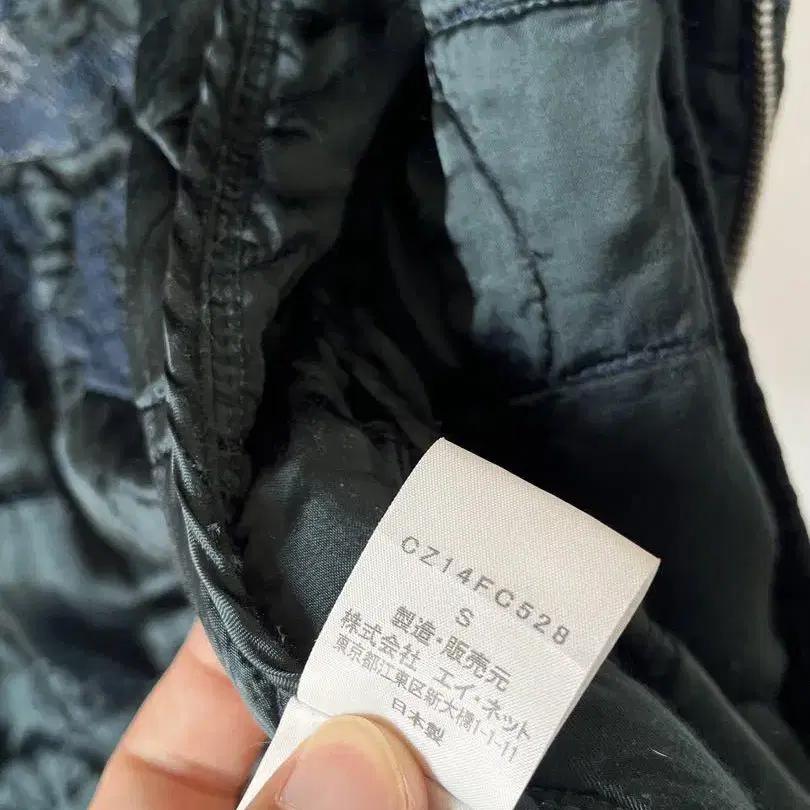 CZ14FC528
S
製造・販売元
株式会社 エイ・ネット
東京都江東区新大橋1-1-11
日本製